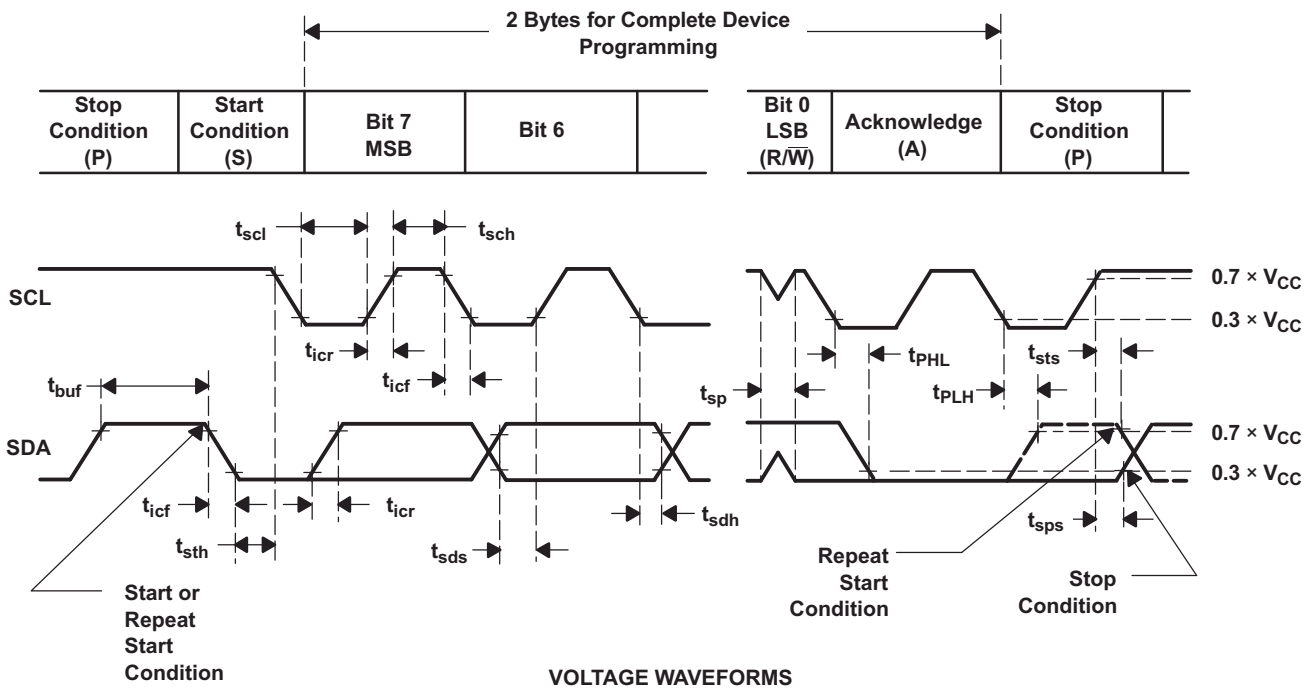 2 Bytes for Complete Device
Programming
Stop
Condition
(P)
Start
Condition
(S)
Bit 7
MSB
Bit 6
Bit 0
LSB
(R/W̅)
Acknowledge
(A)
Stop
Condition
(P)
tscl
tsch
SCL
0.7 × VCC
0.3 × VCC
ticr
ticf
tbuf
tsp
tPHL
tPLH
tsts
SDA
0.7 × VCC
0.3 × VCC
ticf
ticr
tsth
tsds
tsdh
tsps
Start or
Repeat
Start
Condition
Repeat
Start
Condition
Stop
Condition
VOLTAGE WAVEFORMS